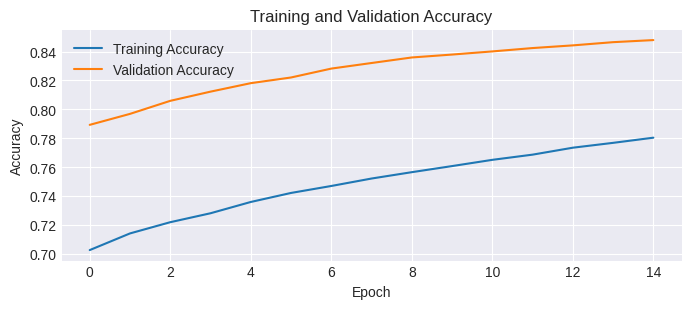 Training and Validation Accuracy
Training Accuracy
Validation Accuracy
Accuracy
0.84
0.82
0.80
0.78
0.76
0.74
0.72
0.70
0 2 4 6 8 10 12 14
Epoch